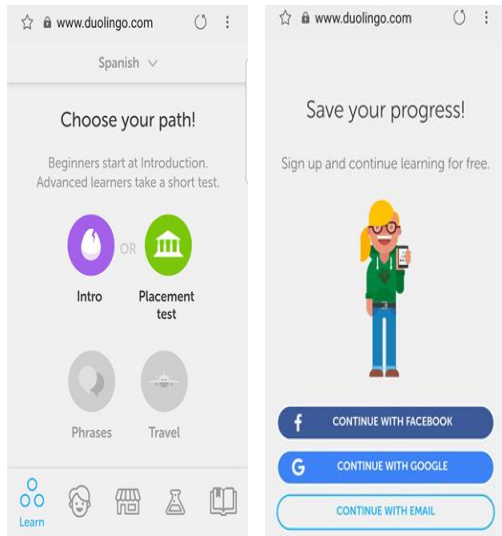 www.duolingo.com
Spanish
Choose your path!
Beginners start at Introduction.
Advanced learners take a short test.
OR
Intro
Placement
test
Phrases
Travel
Learn
www.duolingo.com
Save your progress!
Sign up and continue learning for free.
f
CONTINUE WITH FACEBOOK
G
CONTINUE WITH GOOGLE
CONTINUE WITH EMAIL